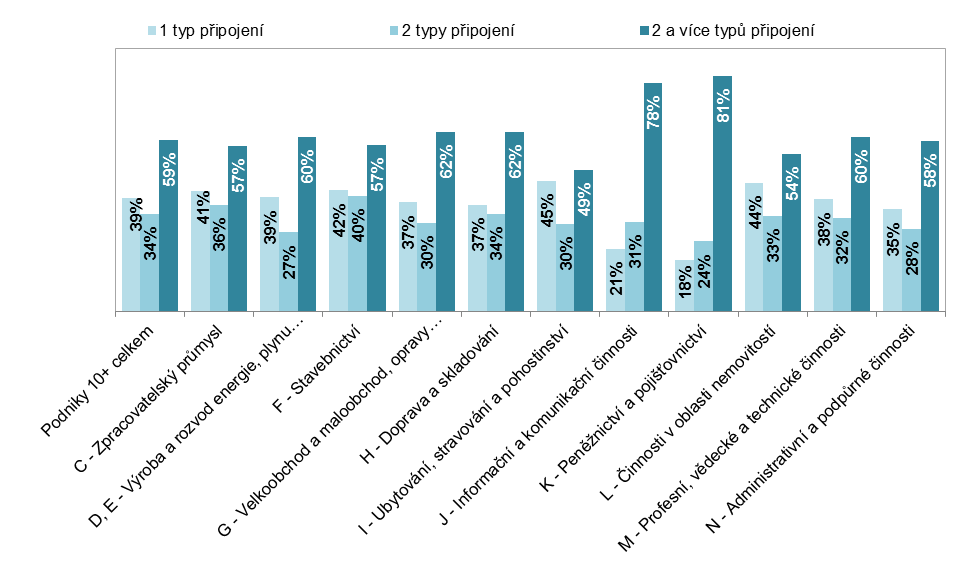 1 typ připojení
2 typy připojení
2 a více typů připojení
39%
34%
59%
41%
36%
57%
39%
27%
60%
42%
40%
57%
37%
30%
62%
37%
34%
62%
45%
30%
49%
21%
31%
78%
18%
24%
81%
44%
33%
54%
38%
32%
60%
35%
28%
58%
Podniky 10+ celkem
C - Zpracovatelský průmysl
D, E - Výroba a rozvod energie, plynu…
F - Stavebnictví
G - Velkoobchod a maloobchod, opravy…
H - Doprava a skladování
I - Ubytování, stravování a pohostinství
J - Informační a komunikační činnosti
K - Peněžnictví a pojišťovnictví
L - Činnosti v oblasti nemovitostí
M - Profesní, vědecké a technické činnosti
N - Administrativní a podpůrné činnosti